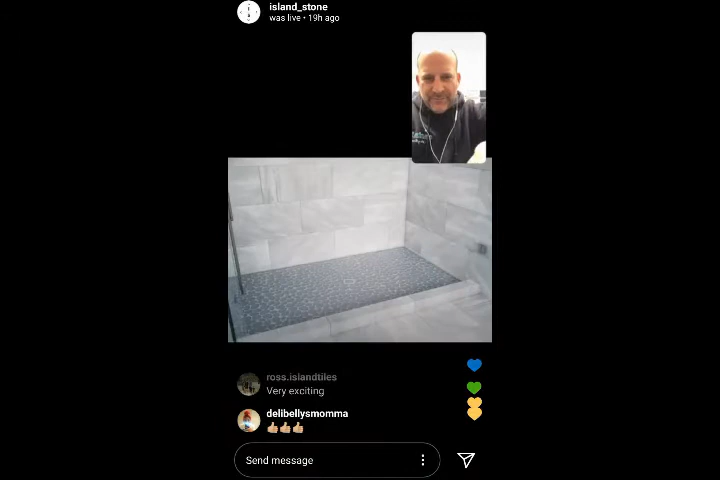 island_stone
was live • 19h ago
ross.islandtiles
Very exciting
delibellysmomma
Send message